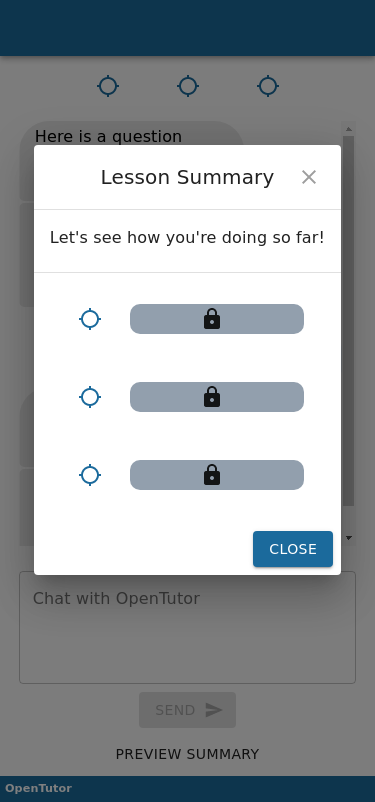 Here is a question
Lesson Summary
Let's see how you're doing so far!
CLOSE
Chat with OpenTutor
SEND
PREVIEW SUMMARY
OpenTutor